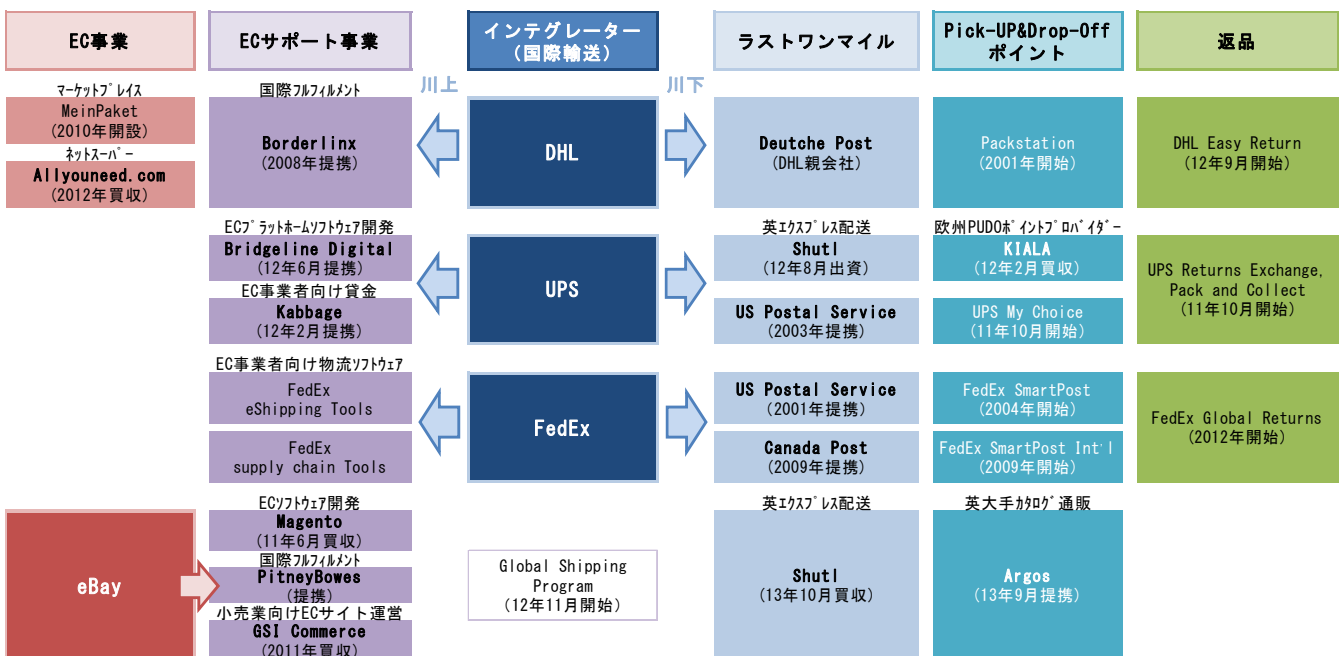 EC事業
ECサポート事業
インテグレーター
(国際輸送)
ラストワンマイル
Pick-UP&Drop-Off
ポイント
返品
川上
川下
マーケットプレイス
MeinPaket
(2010年開設)
ネットスーパー
Allyouneed.com
(2012年買収)
国際フルフィルメント
Borderlinx
(2008年提携)
DHL
Deutche Post
(DHL親会社)
Packstation
(2001年開始)
DHL Easy Return
(12年9月開始)
ECプラットホームソフトウェア開発
Bridgeline Digital
(12年6月提携)
EC事業者向け貸金
Kabbage
(12年2月提携)
UPS
英エクスプレス配送
Shutl
(12年8月出資)
US Postal Service
(2003年提携)
欧州PUDOポイントプロバイダー
KIALA
(12年2月買収)
UPS My Choice
(11年10月開始)
UPS Returns Exchange,
Pack and Collect
(11年10月開始)
EC事業者向け物流ソフトウェア
FedEx
eShipping Tools
FedEx
supply chain Tools
FedEx
US Postal Service
(2001年提携)
Canada Post
(2009年提携)
FedEx SmartPost
(2004年開始)
FedEx SmartPost Int'l
(2009年開始)
FedEx Global Returns
(2012年開始)
eBay
ECソフトウェア開発
Magento
(11年6月買収)
国際フルフィルメント
PitneyBowes
(提携)
小売業向けECサイト運営
GSI Commerce
(2011年買収)
Global Shipping
Program
(12年11月開始)
英エクスプレス配送
Shutl
(13年10月買収)
英大手カタログ通販
Argos
(13年9月提携)